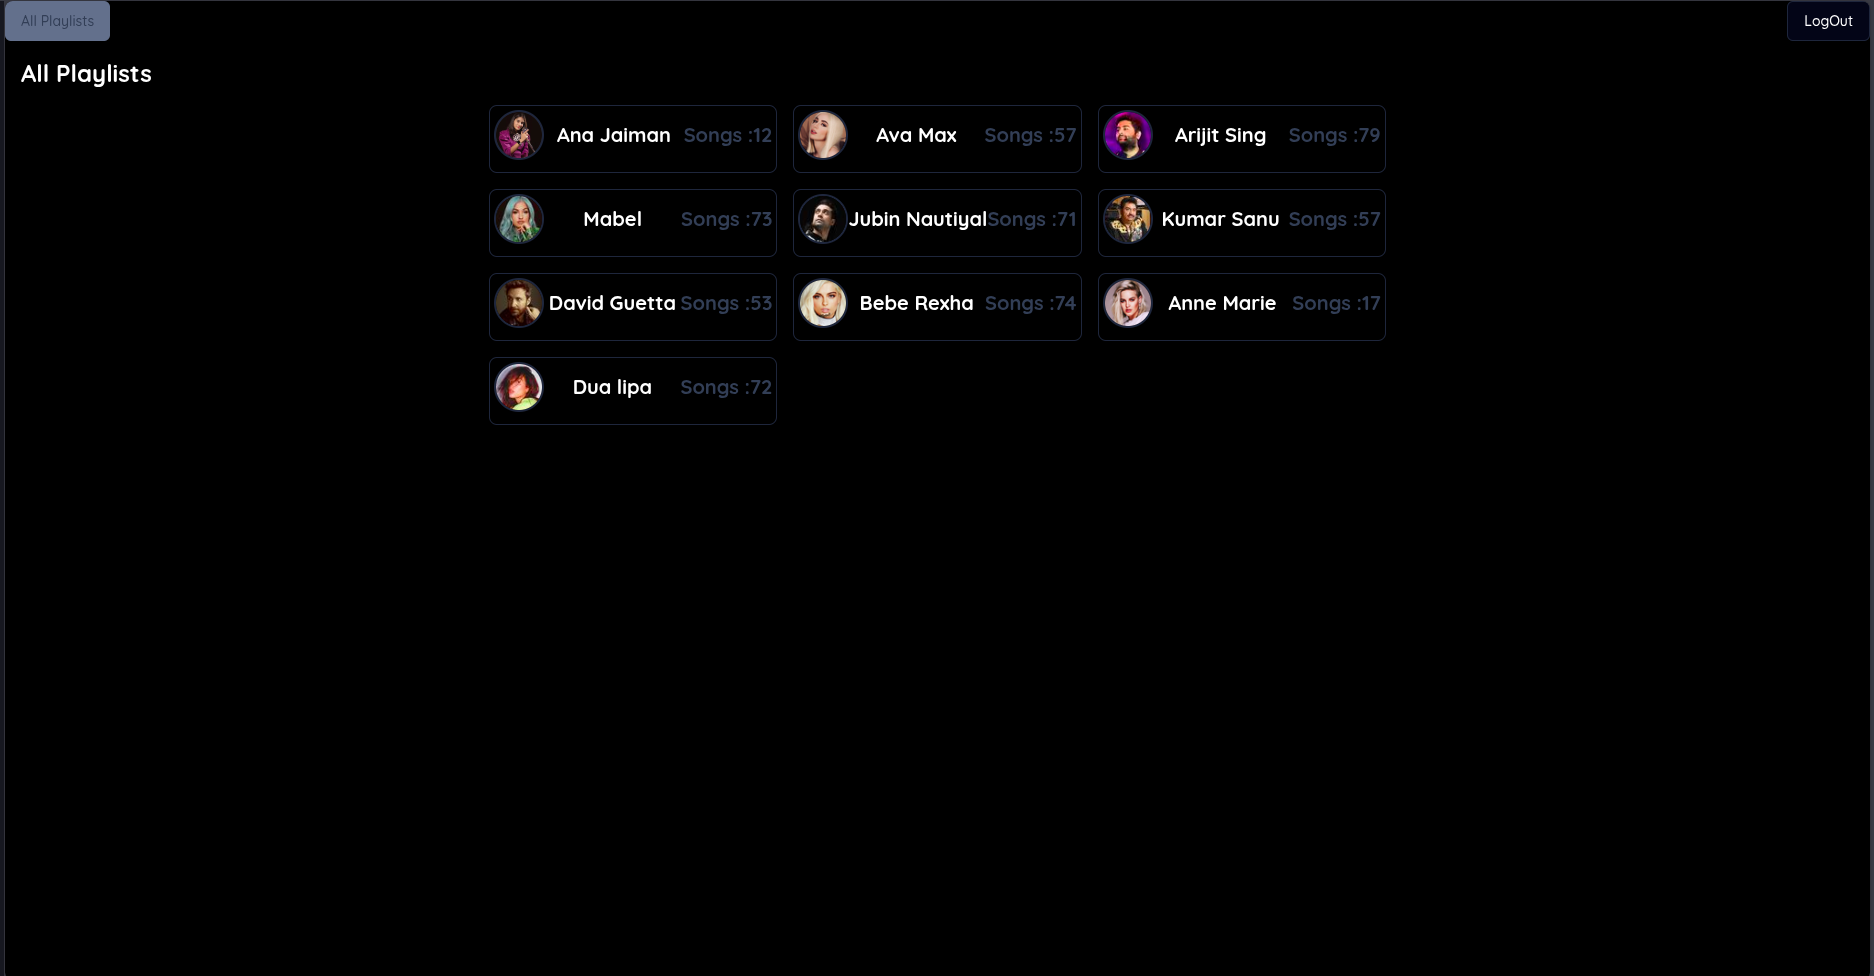 All Playlists LogOut
All Playlists
Ana Jaiman Songs :12 Ava Max Songs :57 Arijit Sing Songs :79
Mabel Songs :73 Jubin Nautiyal Songs :71 Kumar Sanu Songs :57
David Guetta Songs :53 Bebe Rexha Songs :74 Anne Marie Songs :17
Dua lipa Songs :72